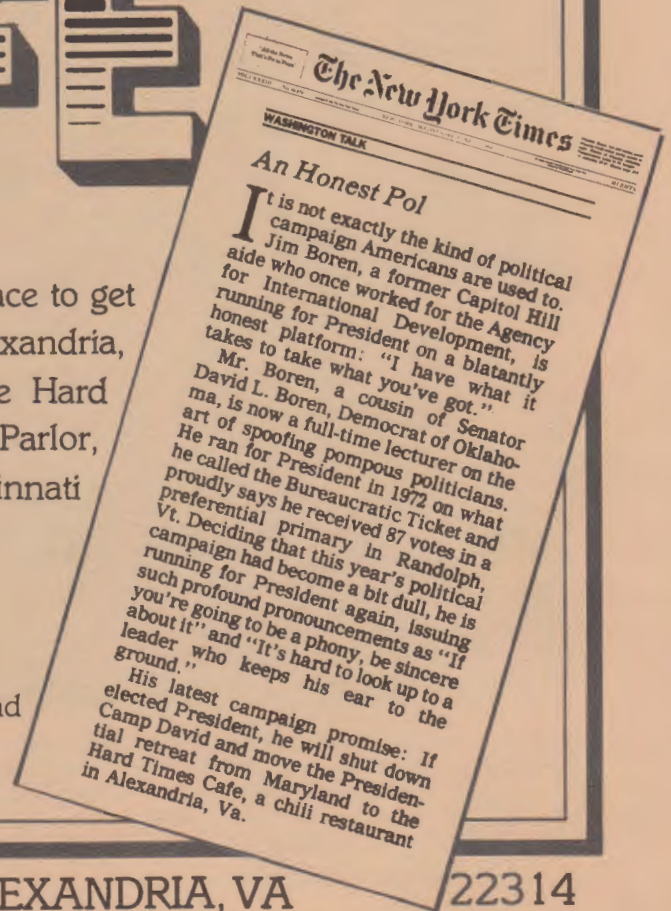 ce to get
xandria,
e Hard
Parlor,
innati
d
"All the News
That's Fit to Print"
The New York Times
WASHINGTON TALK
An Honest Pol
It is not exactly the kind of political
campaign Americans are used to.
Jim Boren, a former Capitol Hill
aide who once worked for the Agency
for International Development, is
running for President on a blatantly
honest platform: "I have what it
takes to take what you've got."
Mr. Boren, a cousin of Senator
David L. Boren, Democrat of Oklaho-
ma, is now a full-time lecturer on the
art of spoofing pompous politicians.
He ran for President in 1972 on what
he called the Bureaucratic Ticket and
proudly says he received 87 votes in a
preferential primary in Randolph,
Vt. Deciding that this year's political
campaign had become a bit dull, he is
running for President again, issuing
such profound pronouncements as "If
you're going to be a phony, be sincere
about it" and "It's hard to look up to a
leader who keeps his ear to the
ground."
His latest campaign promise: If
elected President, he will shut down
Camp David and move the Presiden-
tial retreat from Maryland to the
Hard Times Cafe, a chili restaurant
in Alexandria, Va.
EXANDRIA, VA 22314